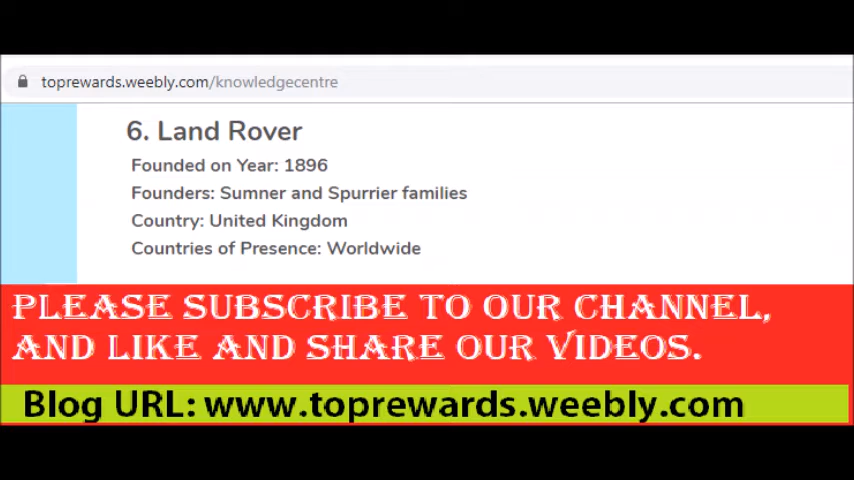 toprewards.weebly.com/knowledgecentre
6. Land Rover
Founded on Year: 1896
Founders: Sumner and Spurrier families
Country: United Kingdom
Countries of Presence: Worldwide
PLEASE SUBSCRIBE TO OUR CHANNEL,
AND LIKE AND SHARE OUR VIDEOS.
Blog URL: www.toprewards.weebly.com